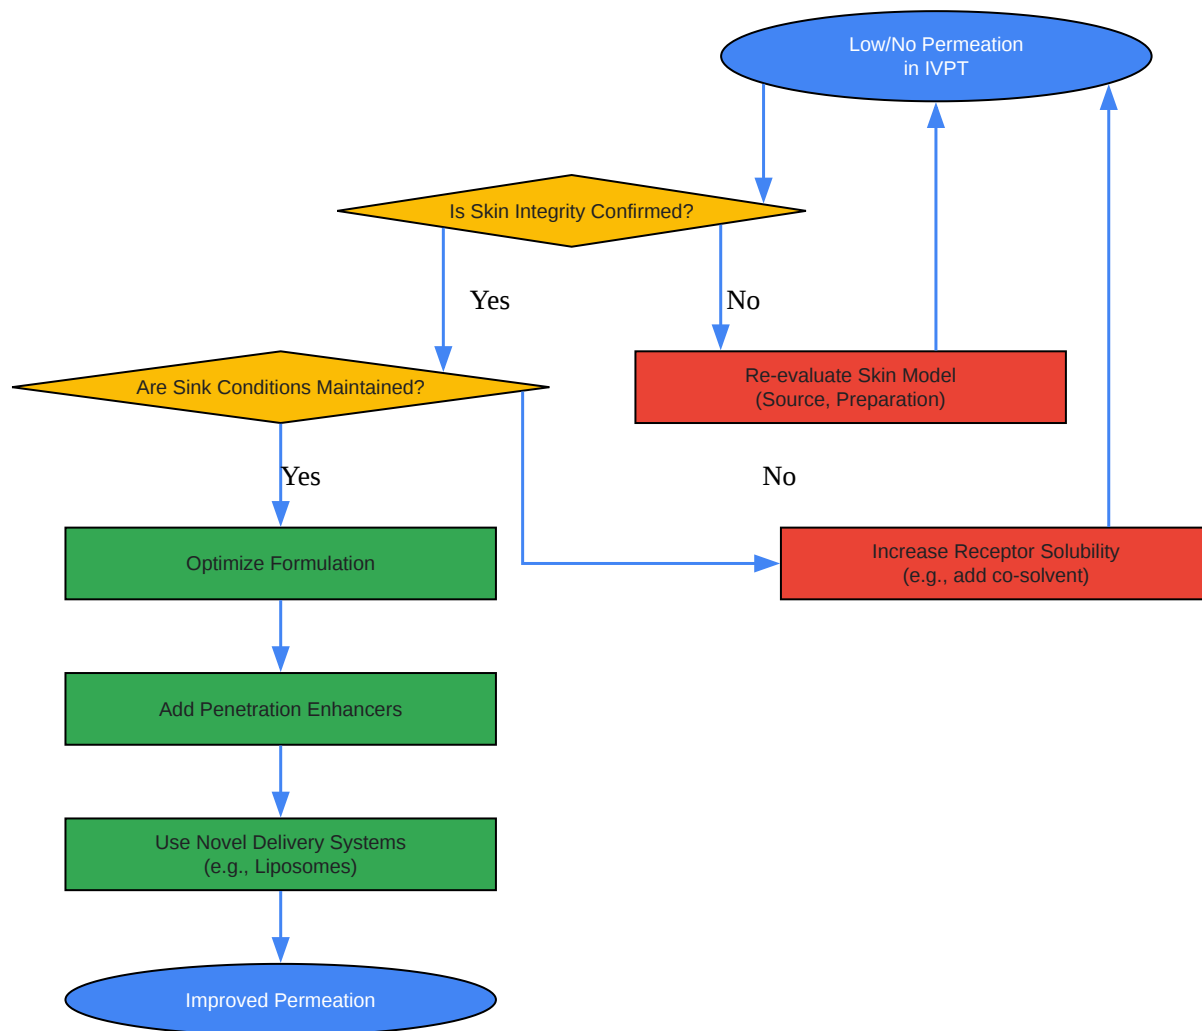 Low/No Permeation
in IVPT
Is Skin Integrity Confirmed?
Yes
No
Are Sink Conditions Maintained?
Re-evaluate Skin Model
(Source, Preparation)
Yes
No
Optimize Formulation
Increase Receptor Solubility
(e.g., add co-solvent)
Add Penetration Enhancers
Use Novel Delivery Systems
(e.g., Liposomes)
Improved Permeation